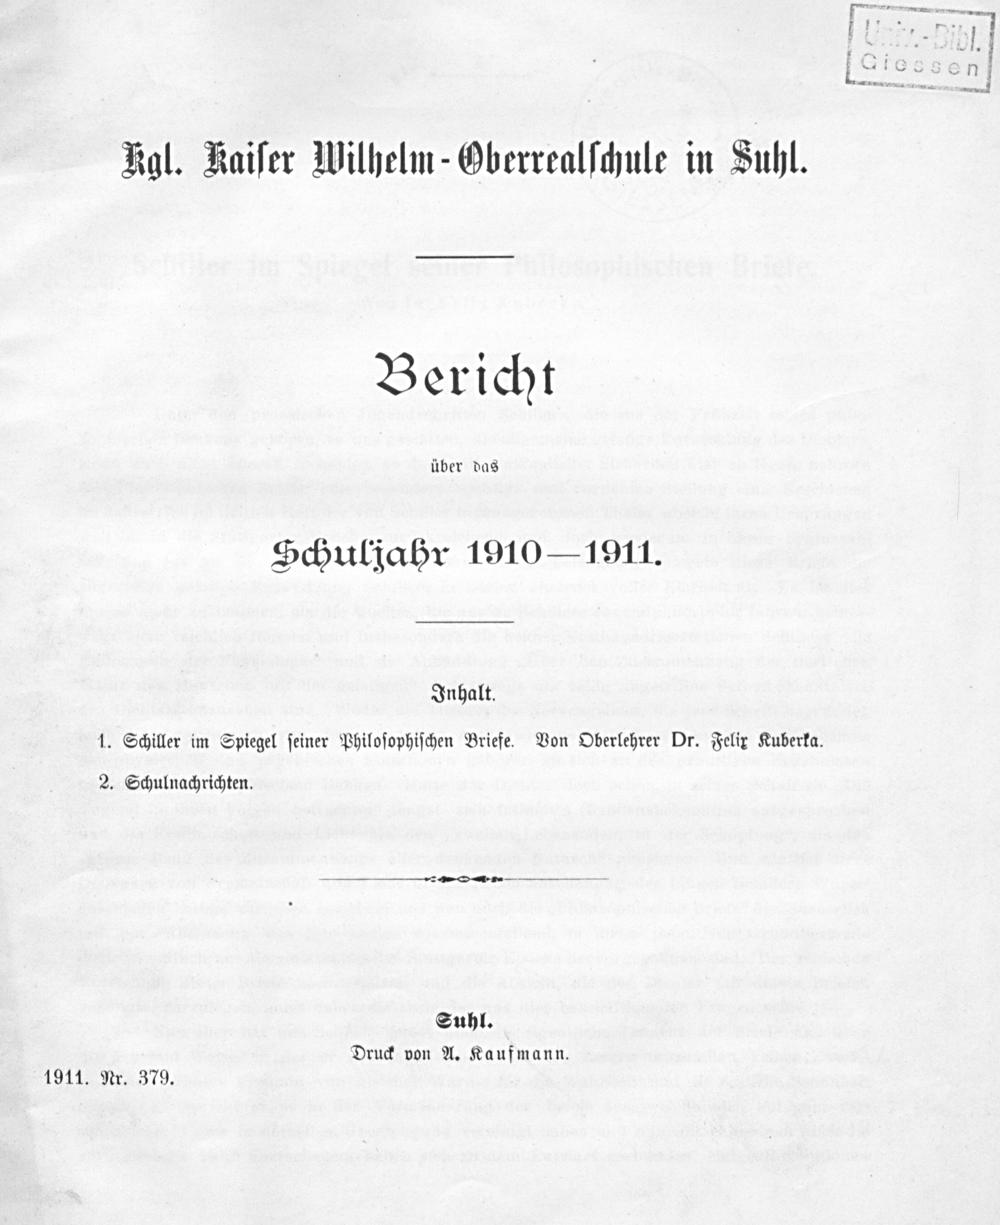 Univ.-Bibl.
Giessen
Kgl. Kaiſer Wilhelm-Oberrealſchule in Suhl.
Bericht
über das
Schuljahr 1910—1911.
Inhalt.
1. Schiller im Spiegel ſeiner Philoſophiſchen Briefe. Von Oberlehrer Dr. Felix Kuberka.
2. Schulnachrichten.
Suhl.
Druck von A. Kaufmann.
1911. Nr. 379.